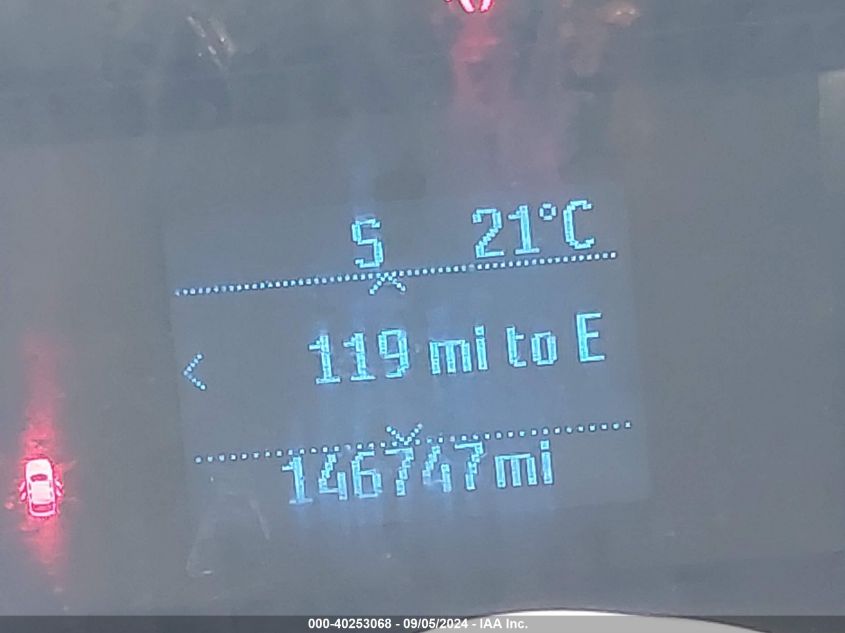 S 21°C
119 mi to E
146747mi
000-40253068 - 09/05/2024 - IAA Inc.